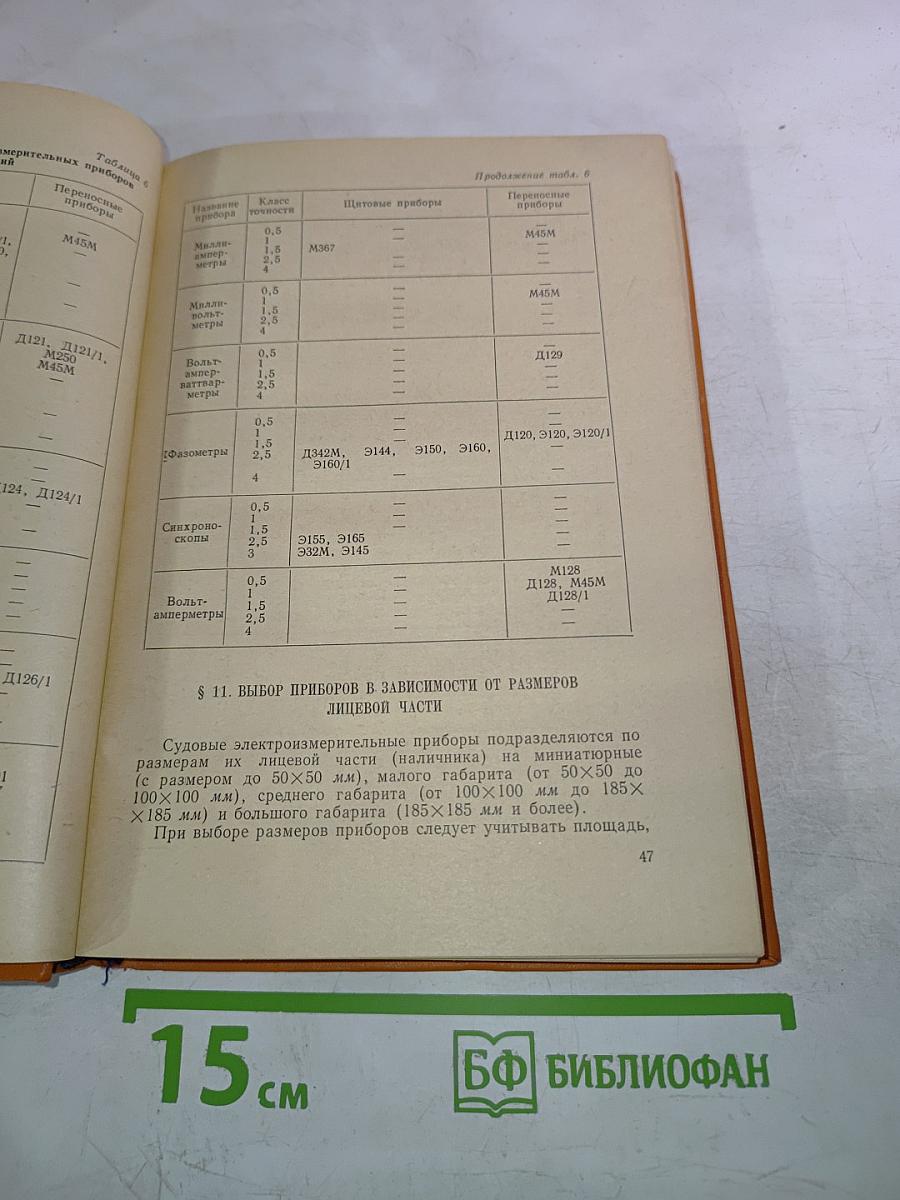 Таблица 6
змерительных приборов
ий
Переносные
приборы
—
М45М
—
—
—
Д121, Д121/1,
М250
М45М
—
—
—
—
124, Д124/1
—
—
—
—
—
—
—
—
Д126/1
—
—
Продолжение табл. 6
Название прибора Класс точности Щитовые приборы Переносные приборы
Милли-
ампер-
метры
0,5 — —
1 — М45М
1,5 М367 —
2,5 — —
4 — —
Милли-
вольт-
метры
0,5 — —
1 — М45М
1,5 — —
2,5 — —
4 — —
Вольт-
ампер-
ваттвар-
метры
0,5 — —
1 — Д129
1,5 — —
2,5 — —
4 — —
Фазометры
0,5 — —
1 — —
1,5 — Д120, Э120, Э120/1
2,5 Д342М, Э144, Э150, Э160, —
Э160/1
4 — —
Синхроно-
скопы
0,5 — —
1 — —
1,5 — —
2,5 Э155, Э165 —
3 Э32М, Э145 —
Вольт-
амперметры
0,5 — М128
1 — Д128, М45М
1,5 — Д128/1
2,5 — —
4 — —
§ 11. ВЫБОР ПРИБОРОВ В ЗАВИСИМОСТИ ОТ РАЗМЕРОВ
ЛИЦЕВОЙ ЧАСТИ
Судовые электроизмерительные приборы подразделяются по
размерам их лицевой части (наличника) на миниатюрные
(с размером до 50×50 мм), малого габарита (от 50×50 до
100×100 мм), среднего габарита (от 100×100 мм до 185×
×185 мм) и большого габарита (185×185 мм и более).
При выборе размеров приборов следует учитывать площадь,
47
15 см
БФ БИБЛИОФАН